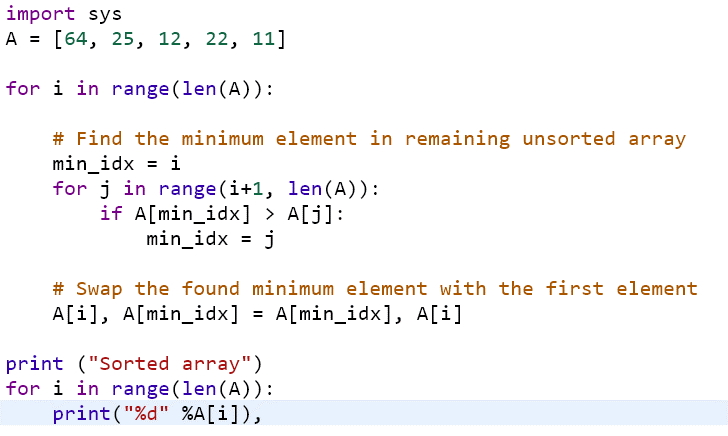 import sys
A = [64, 25, 12, 22, 11]

for i in range(len(A)):

    # Find the minimum element in remaining unsorted array
    min_idx = i
    for j in range(i+1, len(A)):
        if A[min_idx] > A[j]:
            min_idx = j

    # Swap the found minimum element with the first element
    A[i], A[min_idx] = A[min_idx], A[i]

print ("Sorted array")
for i in range(len(A)):
    print("%d" %A[i]),